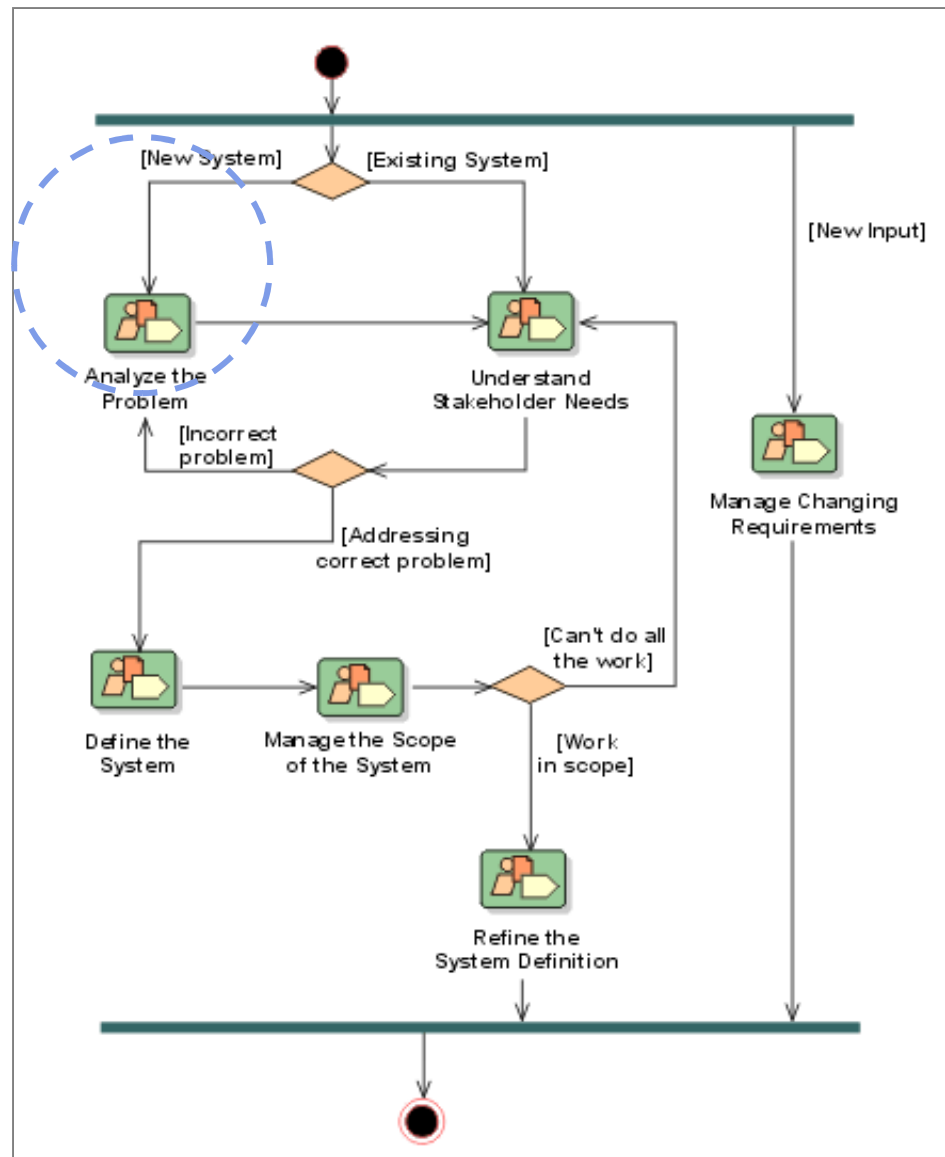 [New System]
[Existing System]
[New Input]
Analyze the
Problem
Understand
Stakeholder Needs
[Incorrect
problem]
Manage Changing
Requirements
[Addressing
correct problem]
[Can't do all
the work]
Define the
System
Manage the Scope
of the System
[Work
in scope]
Refine the
System Definition